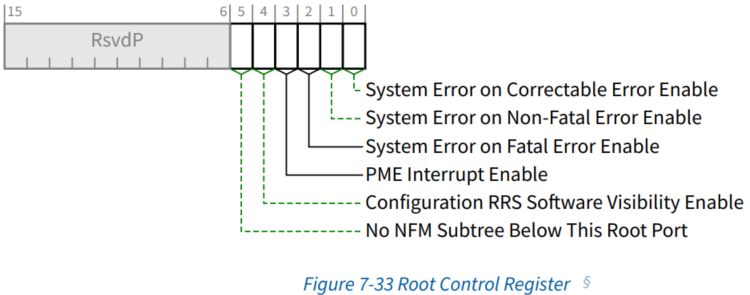 15 6 5 4 3 2 1 0
RsvdP
System Error on Correctable Error Enable
System Error on Non-Fatal Error Enable
System Error on Fatal Error Enable
PME Interrupt Enable
Configuration RRS Software Visibility Enable
No NFM Subtree Below This Root Port
Figure 7-33 Root Control Register §